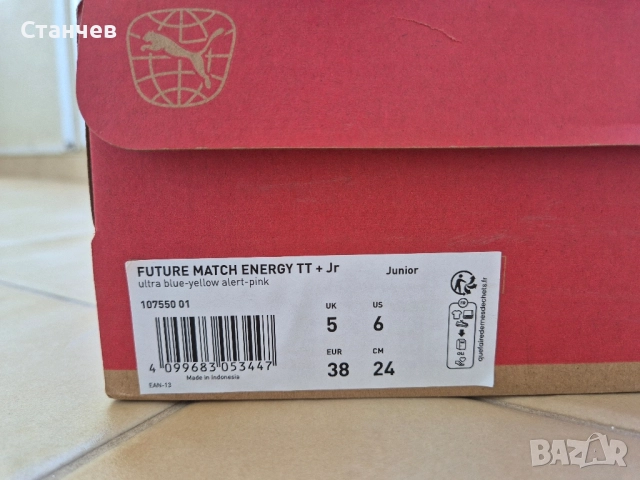 Станчев
FUTURE MATCH ENERGY TT + Jr
Junior
ultra blue-yellow alert-pink
107550 01
UK US
5 6
EUR CM
38 24
4 099683 053447
Made in Indonesia
EAN-13
quefairedemesdechets.fr
BAZAR